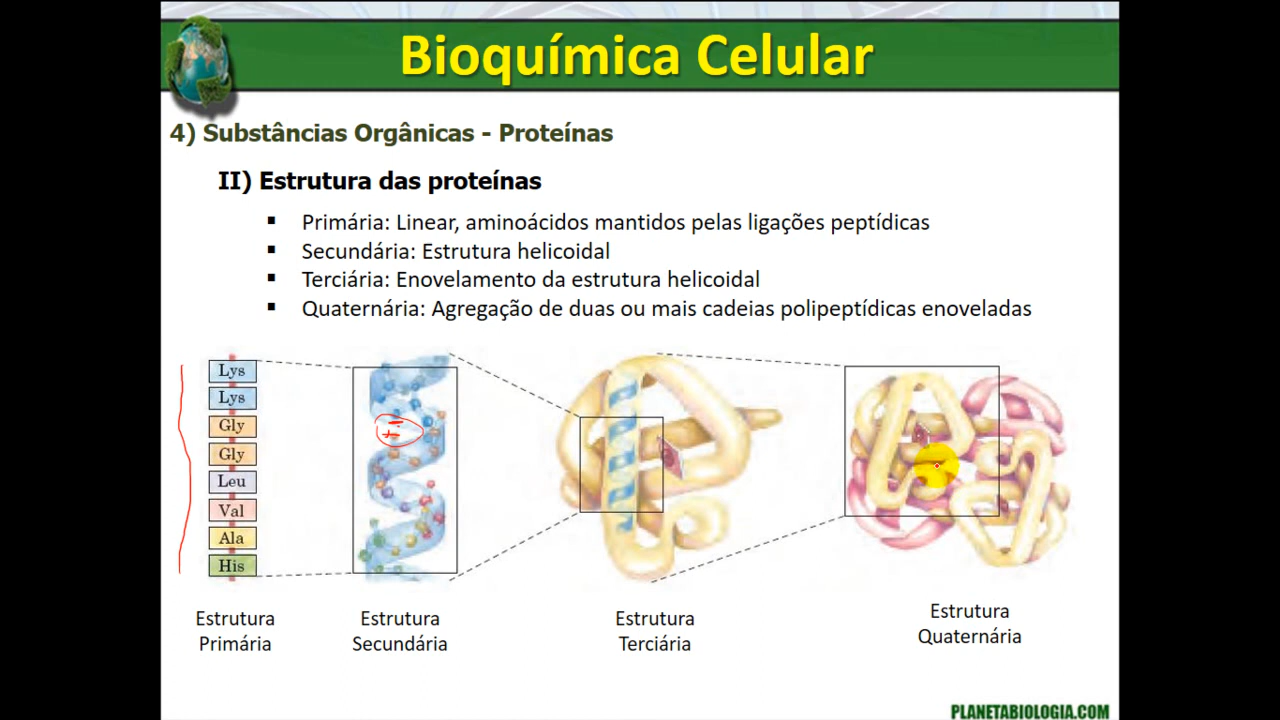 Bioquímica Celular
4) Substâncias Orgânicas - Proteínas
II) Estrutura das proteínas
▪ Primária: Linear, aminoácidos mantidos pelas ligações peptídicas
▪ Secundária: Estrutura helicoidal
▪ Terciária: Enovelamento da estrutura helicoidal
▪ Quaternária: Agregação de duas ou mais cadeias polipeptídicas enoveladas
Lys
Lys
Gly
Gly
Leu
Val
Ala
His
Estrutura
Primária
Estrutura
Secundária
Estrutura
Terciária
Estrutura
Quaternária
PLANETABIOLOGIA.COM